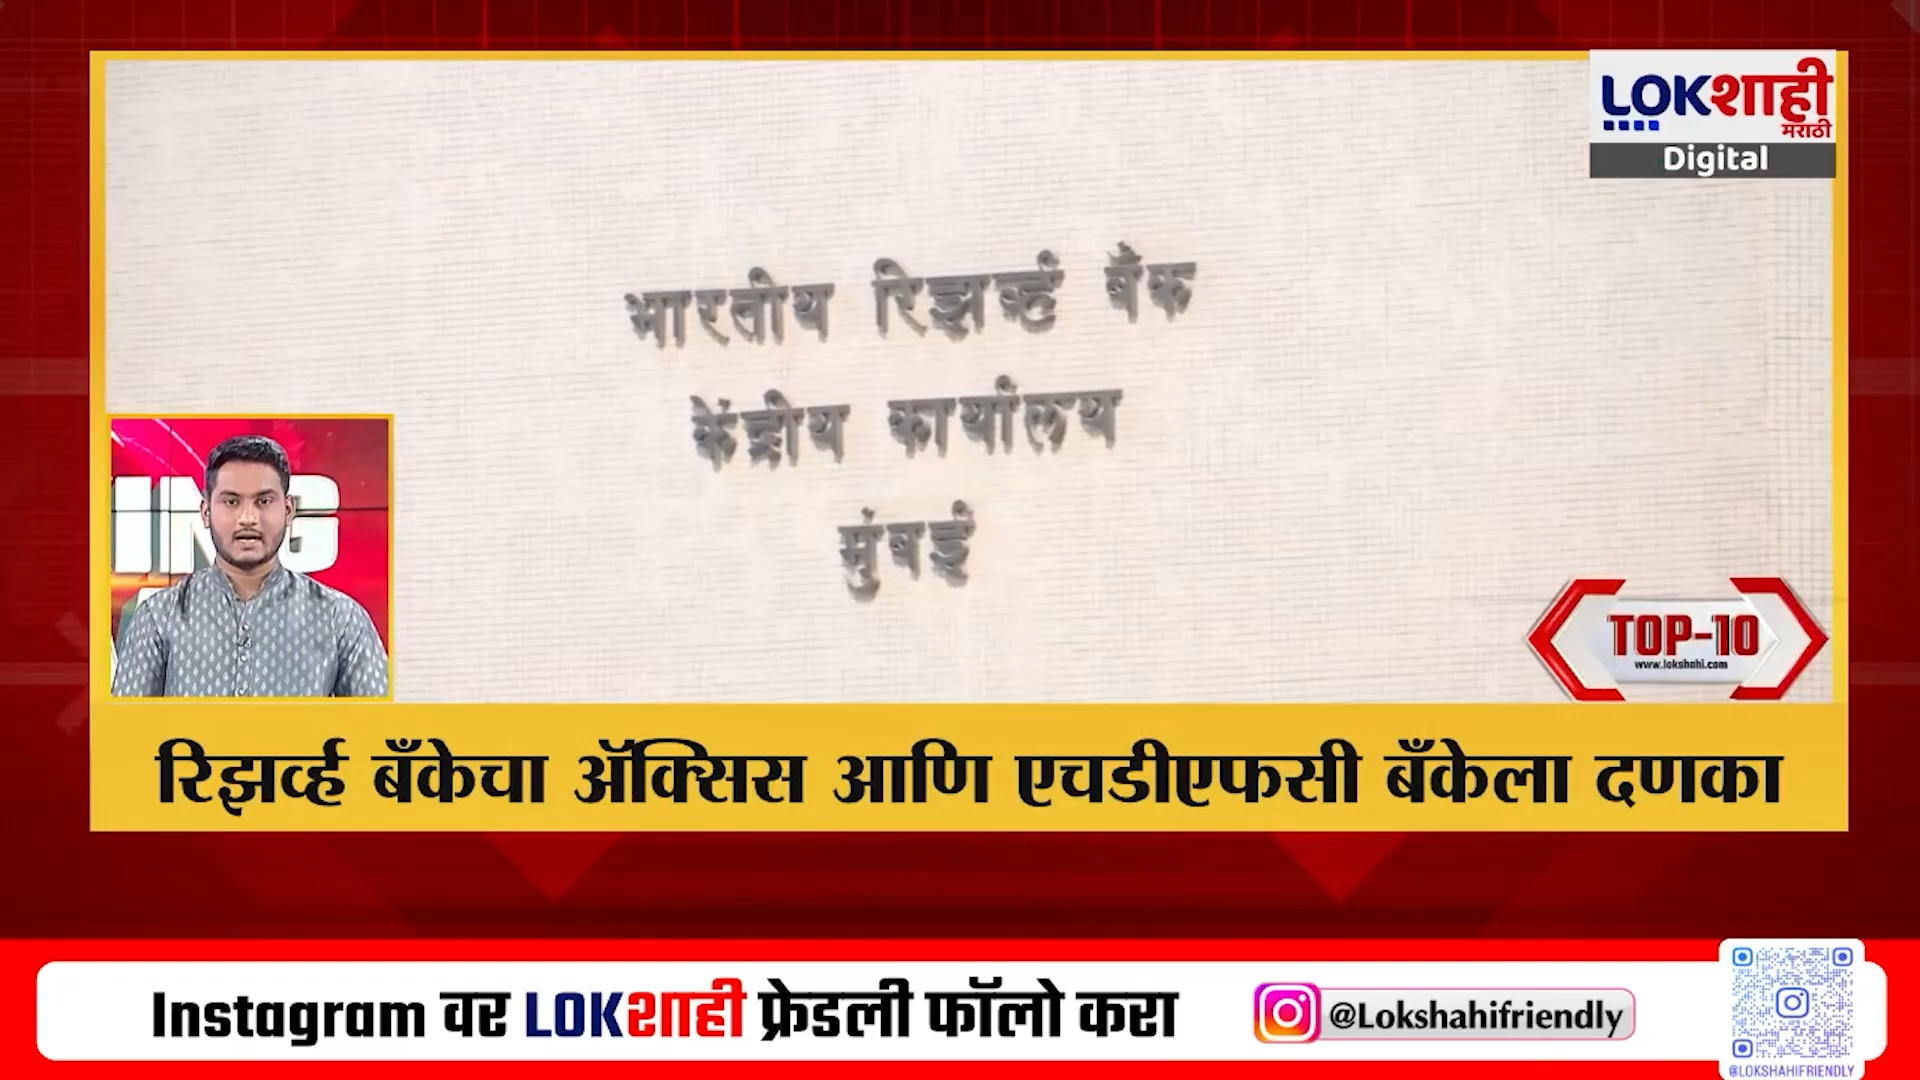 LOKशाही
मराठी
Digital
भारतीय रिझर्व्ह बैंक
केंद्रीय कार्यालय
मुंबई
ING
TOP-10
www.lokshahi.com
रिझर्व्ह बँकेचा ॲक्सिस आणि एचडीएफसी बँकेला दणका
Instagram वर LOKशाही फ्रेंडली फॉलो करा
@Lokshahifriendly
@LOKSHAHIFRIENDLY